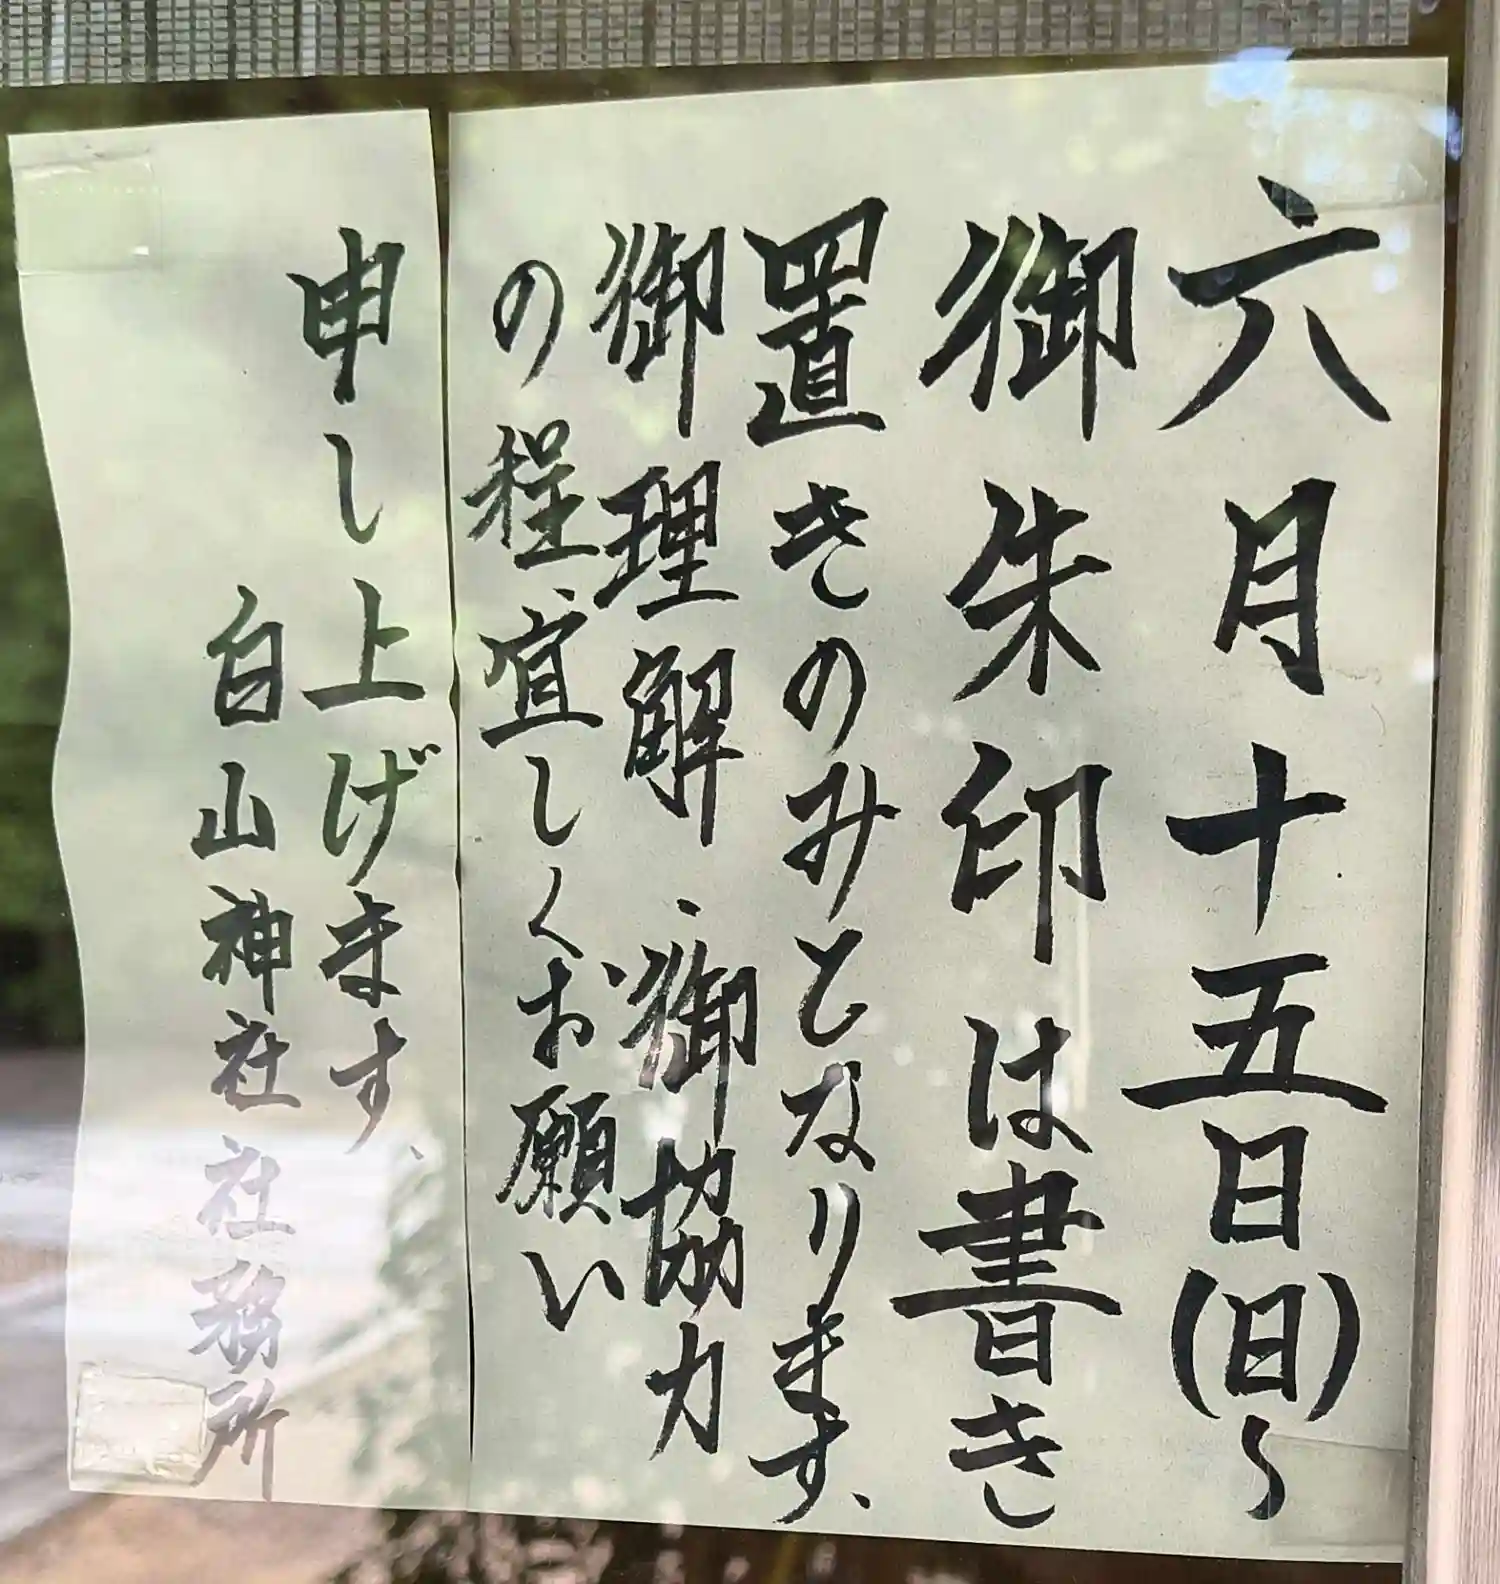 六月十五日(日)〜
御朱印は書き
置きのみとなります、
御理解・御協力
の程、宜しくお願い
申し上げます、
白山神社社務所